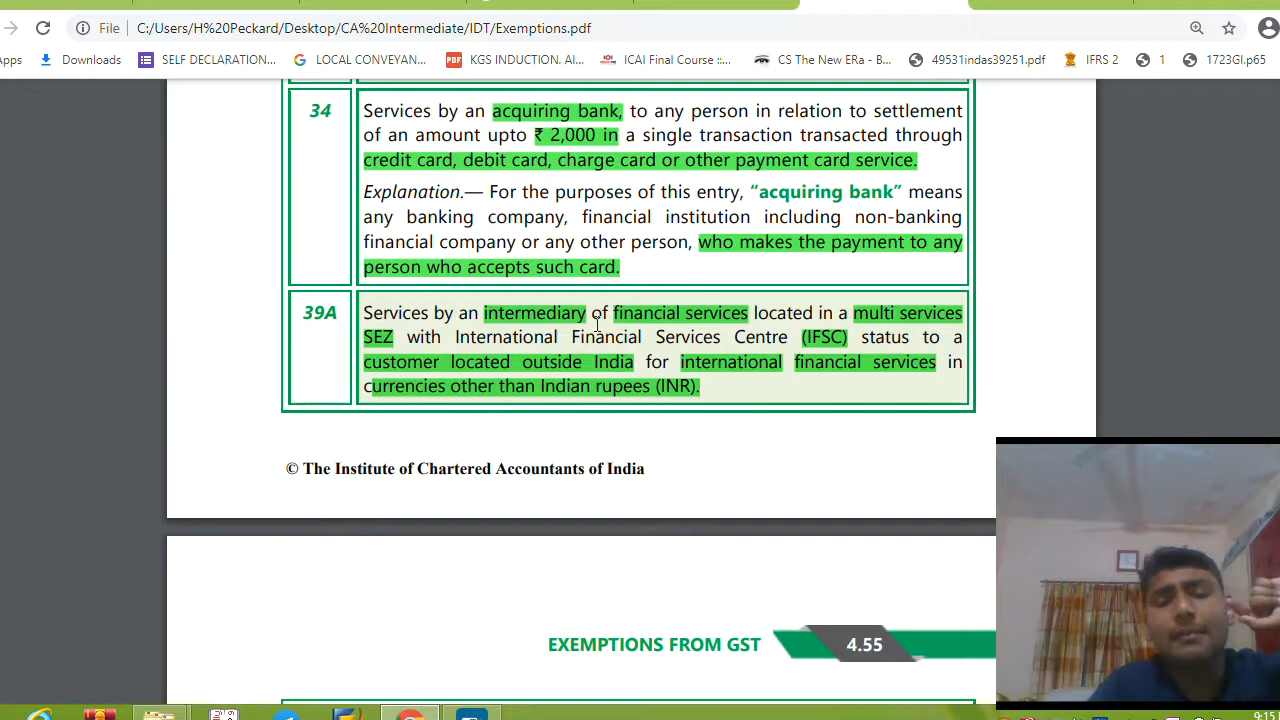 File C:/Users/H%20Peckard/Desktop/CA%20Intermediate/IDT/Exemptions.pdf
Apps Downloads SELF DECLARATION... LOCAL CONVEYAN... PDF KGS INDUCTION. AI... ICAI Final Course ::... CS The New ERa - B... 49531indas39251.pdf IFRS 2 1 1723GI.p65
34
Services by an acquiring bank, to any person in relation to settlement
of an amount upto ₹ 2,000 in a single transaction transacted through
credit card, debit card, charge card or other payment card service.
Explanation.— For the purposes of this entry, “acquiring bank” means
any banking company, financial institution including non-banking
financial company or any other person, who makes the payment to any
person who accepts such card.
39A
Services by an intermediary of financial services located in a multi services
SEZ with International Financial Services Centre (IFSC) status to a
customer located outside India for international financial services in
currencies other than Indian rupees (INR).
© The Institute of Chartered Accountants of India
EXEMPTIONS FROM GST 4.55